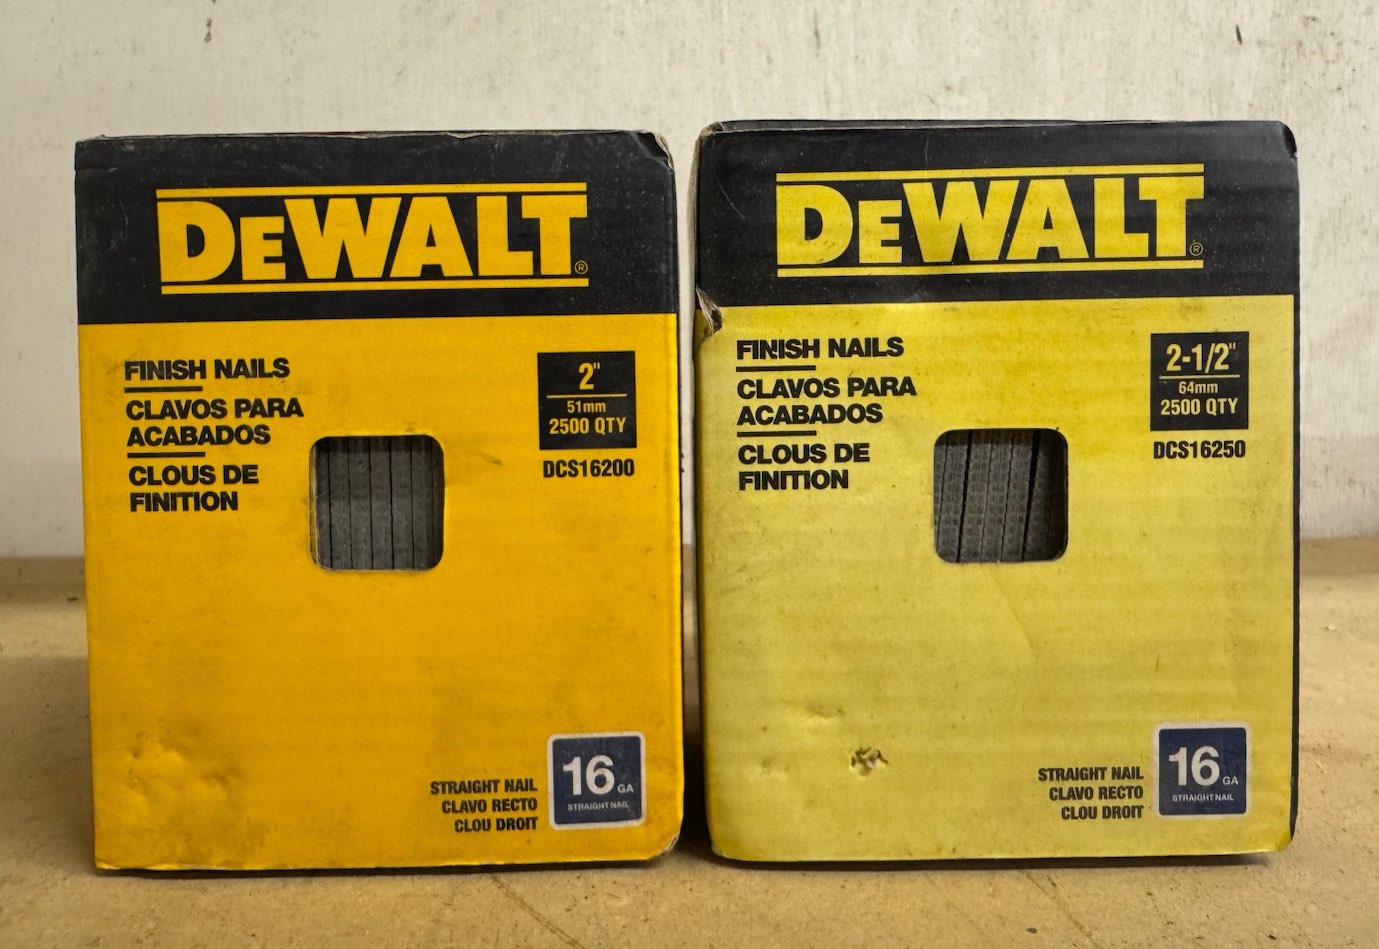 DEWALT®
FINISH NAILS
CLAVOS PARA
ACABADOS
CLOUS DE
FINITION
2"
51mm
2500 QTY
DCS16200
STRAIGHT NAIL
CLAVO RECTO
CLOU DROIT
16 GA
STRAIGHT NAIL
DEWALT®
FINISH NAILS
CLAVOS PARA
ACABADOS
CLOUS DE
FINITION
2-1/2"
64mm
2500 QTY
DCS16250
STRAIGHT NAIL
CLAVO RECTO
CLOU DROIT
16 GA
STRAIGHT NAIL